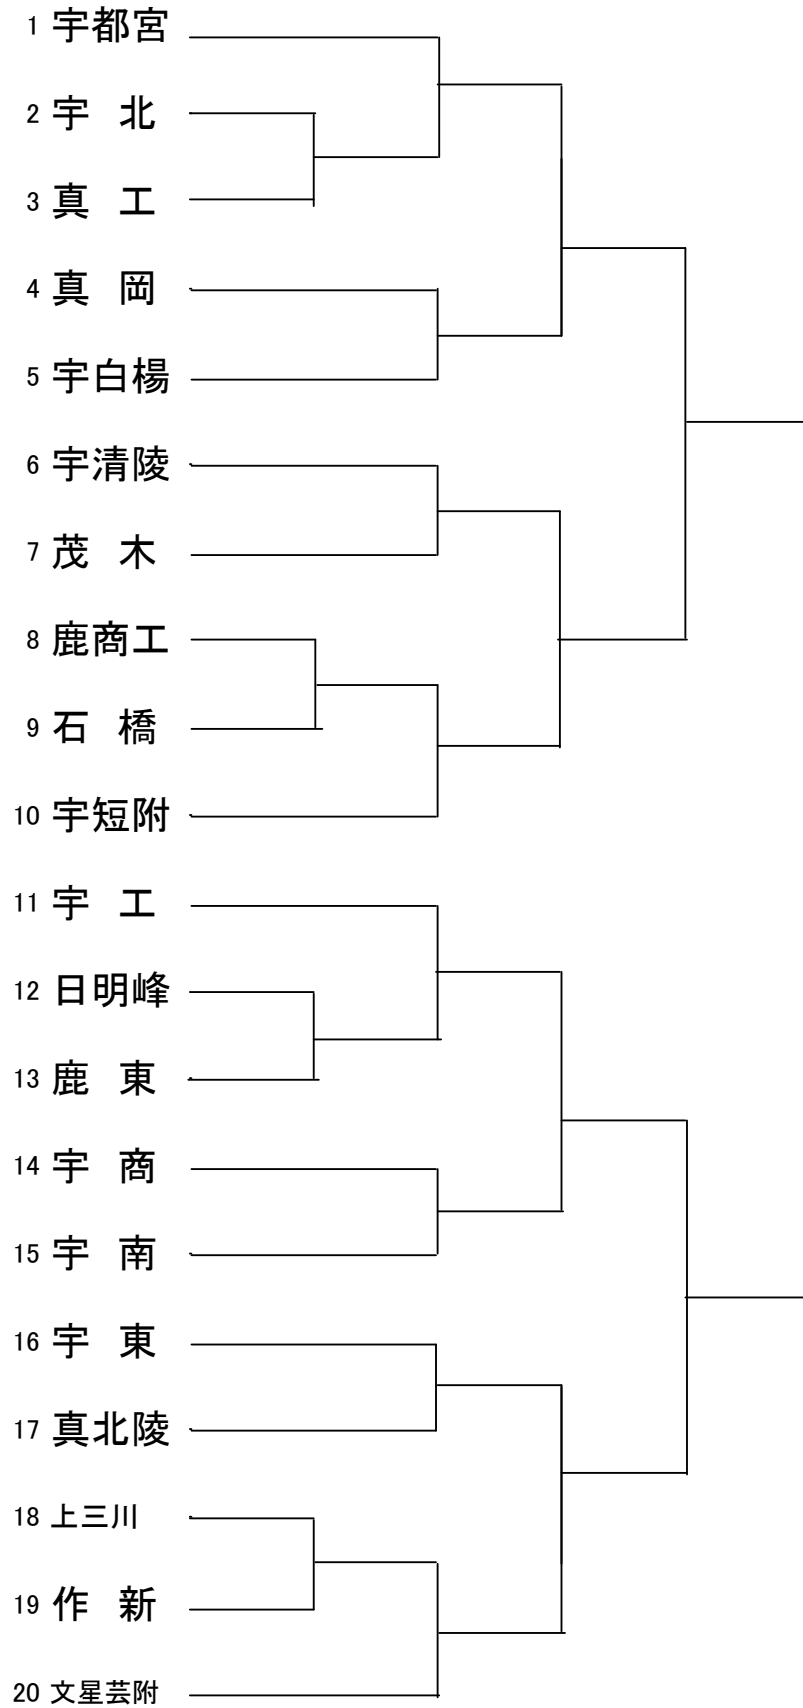 1 宇都宮
2 宇 北
3 真 工
4 真 岡
5 宇白楊
6 宇清陵
7 茂 木
8 鹿商工
9 石 橋
10 宇短附
11 宇 工
12 日明峰
13 鹿 東
14 宇 商
15 宇 南
16 宇 東
17 真北陵
18 上三川
19 作 新
20 文星芸附